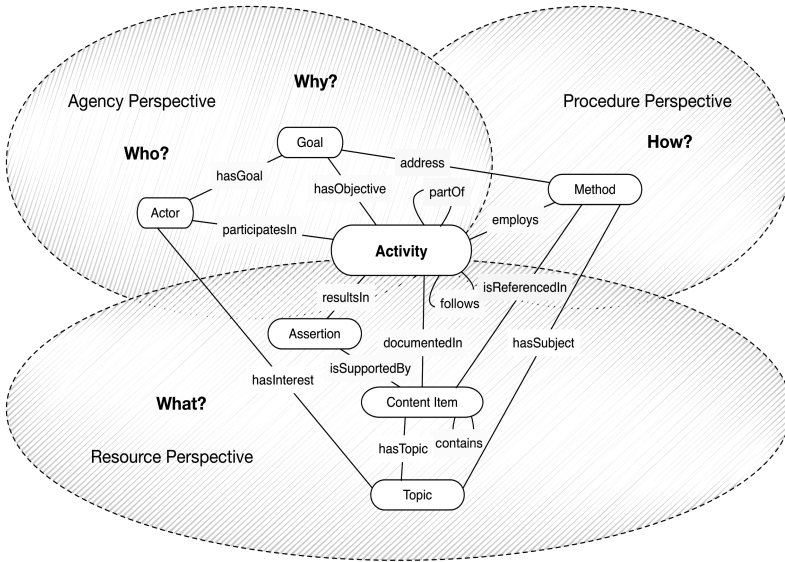 Why?
Agency Perspective
Procedure Perspective
Who?
Goal
How?
hasGoal
address
hasObjective
partOf
Method
Actor
employs
participatesIn
Activity
isReferencedIn
resultsIn
follows
Assertion
documentedIn
hasSubject
isSupportedBy
hasInterest
What?
Content Item
contains
hasTopic
Resource Perspective
Topic